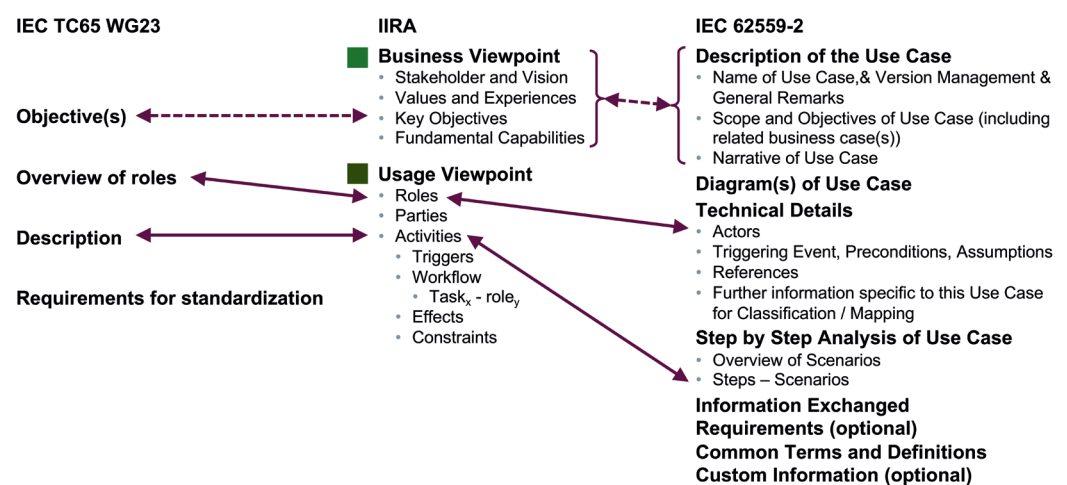 IEC TC65 WG23
Objective(s)
Overview of roles
Description
Requirements for standardization
IIRA
Business Viewpoint
• Stakeholder and Vision
• Values and Experiences
• Key Objectives
• Fundamental Capabilities
Usage Viewpoint
• Roles
• Parties
• Activities
• Triggers
• Workflow
• Taskx - roley
• Effects
• Constraints
IEC 62559-2
Description of the Use Case
• Name of Use Case,& Version Management &
General Remarks
• Scope and Objectives of Use Case (including
related business case(s))
• Narrative of Use Case
Diagram(s) of Use Case
Technical Details
• Actors
• Triggering Event, Preconditions, Assumptions
• References
• Further information specific to this Use Case
for Classification / Mapping
Step by Step Analysis of Use Case
• Overview of Scenarios
• Steps – Scenarios
Information Exchanged
Requirements (optional)
Common Terms and Definitions
Custom Information (optional)